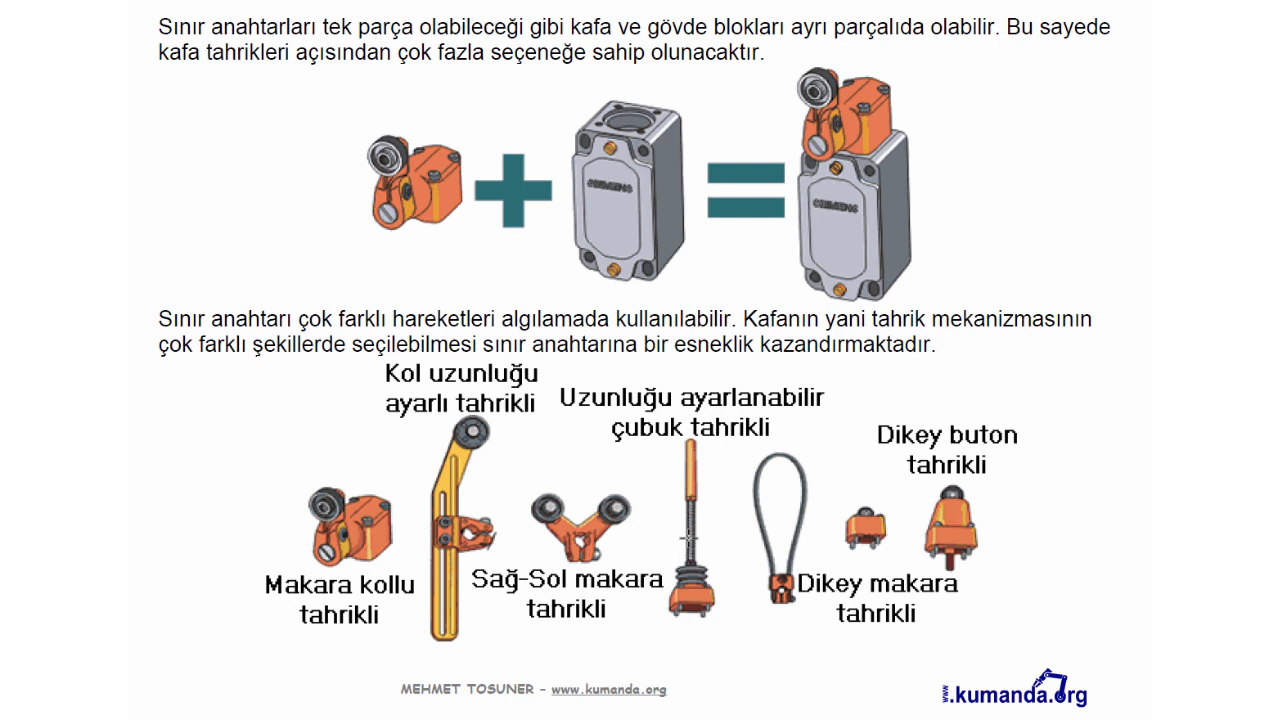 Sınır anahtarları tek parça olabileceği gibi kafa ve gövde blokları ayrı parçalıda olabilir. Bu sayede
kafa tahrikleri açısından çok fazla seçeneğe sahip olunacaktır.
SIEMENS
SIEMENS
Sınır anahtarı çok farklı hareketleri algılamada kullanılabilir. Kafanın yani tahrik mekanizmasının
çok farklı şekillerde seçilebilmesi sınır anahtarına bir esneklik kazandırmaktadır.
Kol uzunluğu
ayarlı tahrikli
Uzunluğu ayarlanabilir
çubuk tahrikli
Dikey buton
tahrikli
Makara kollu
tahrikli
Sağ-Sol makara
tahrikli
Dikey makara
tahrikli
MEHMET TOSUNER - www.kumanda.org
www.kumanda.org